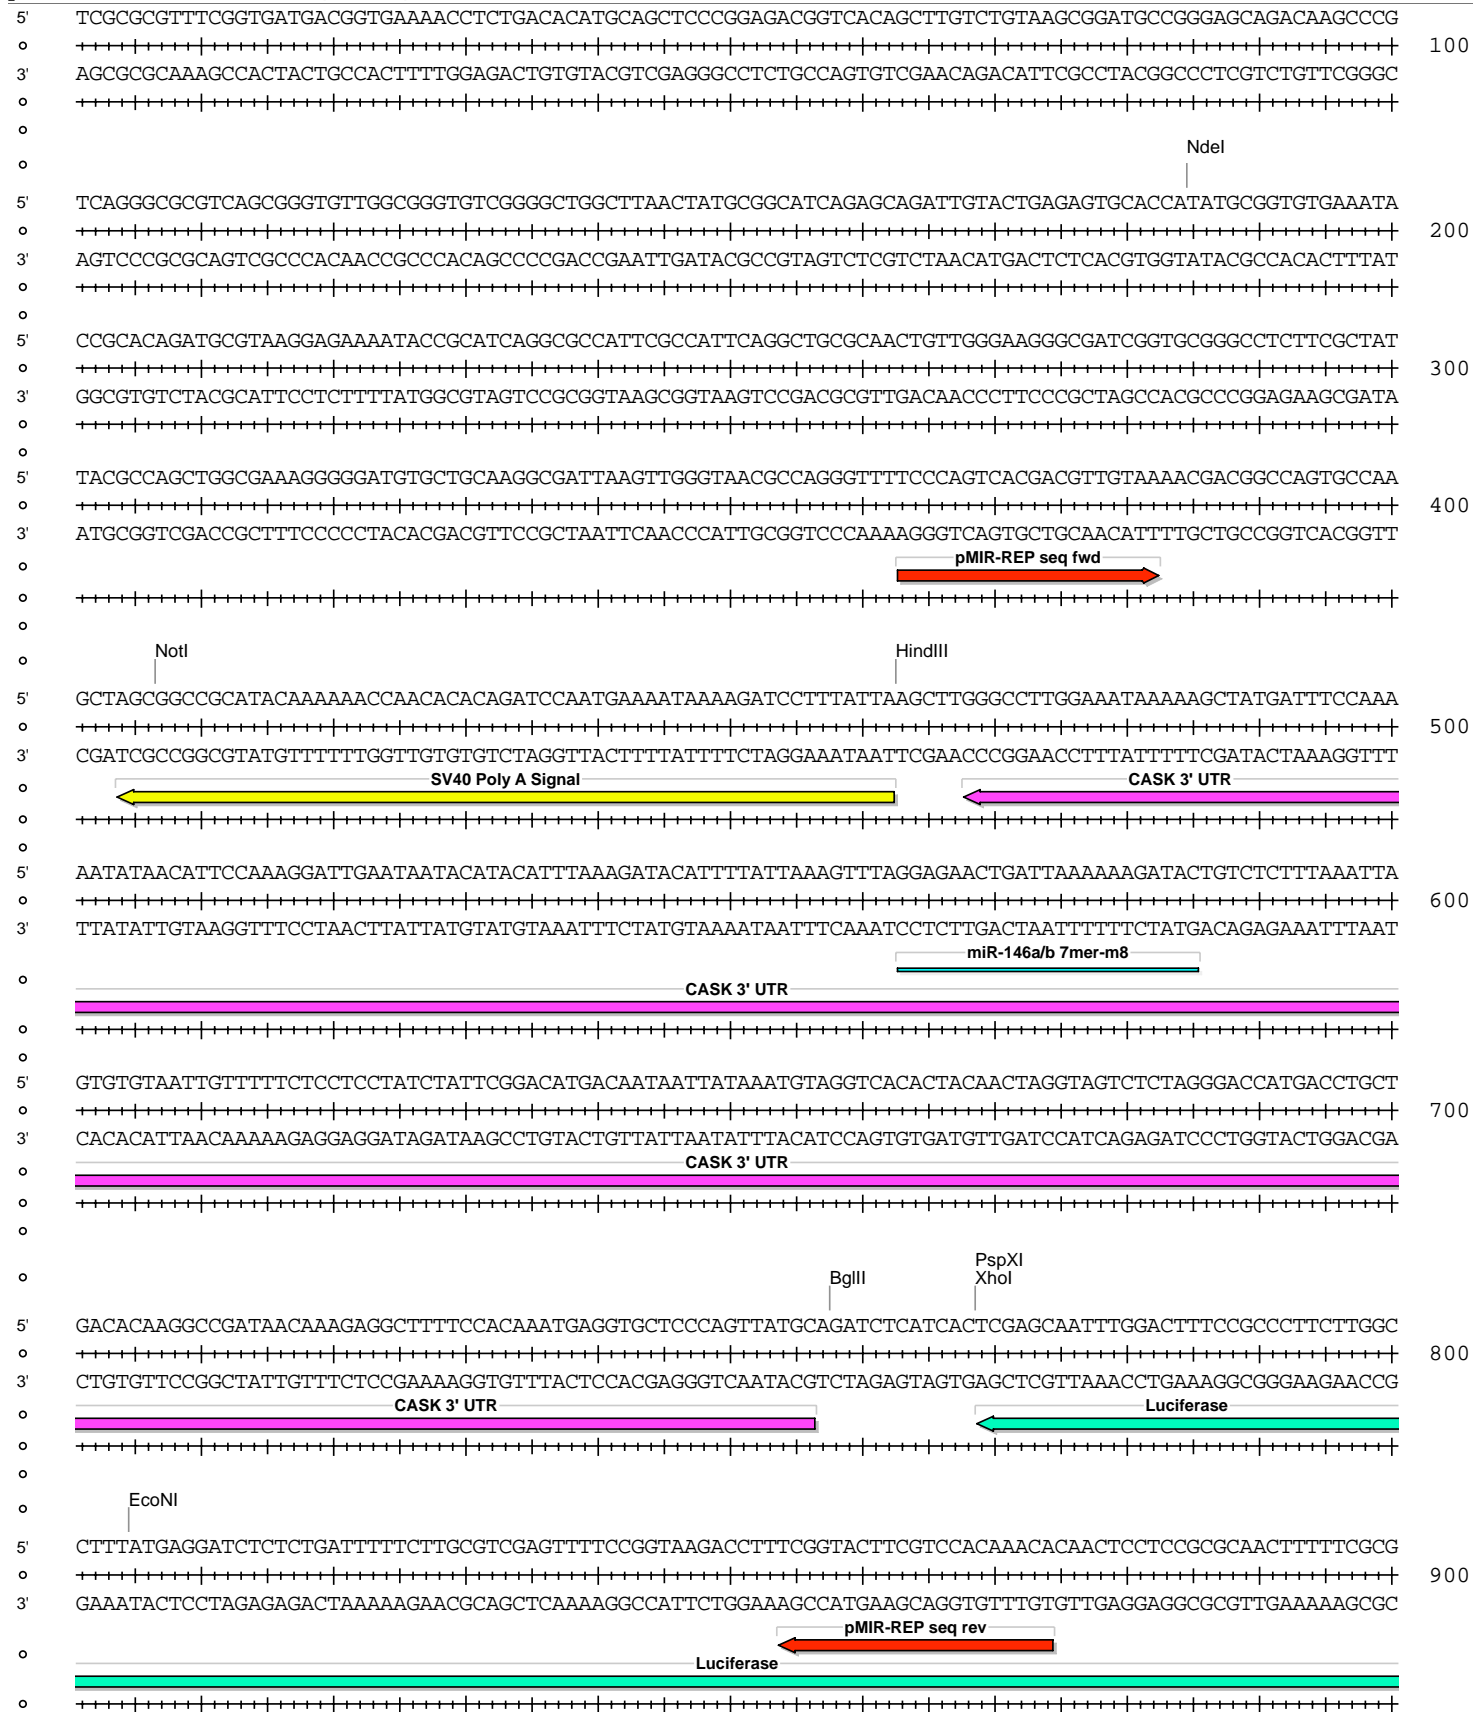 5' TCGCGCGTTTCGGTGATGACGGTGAAAACCTCTGACACATGCAGCTCCCGGAGACGGTCACAGCTTGTCTGTAAGCGGATGCCGGGAGCAGACAAGCCCG
100
3' AGCGCGCAAAGCCACTACTGCCACTTTTGGAGACTGTGTACGTCGAGGGCCTCTGCCAGTGTCGAACAGACATTCGCCTACGGCCCTCGTCTGTTCGGGC
NdeI
5' TCAGGGCGCGTCAGCGGGTGTTGGCGGGTGTCGGGGCTGGCTTAACTATGCGGCATCAGAGCAGATTGTACTGAGAGTGCACCATATGCGGTGTGAAATA
200
3' AGTCCCGCGCAGTCGCCCACAACCGCCCACAGCCCCGACCGAATTGATACGCCGTAGTCTCGTCTAACATGACTCTCACGTGGTATACGCCACACTTTAT
5' CCGCACAGATGCGTAAGGAGAAAATACCGCATCAGGCGCCATTCGCCATTCAGGCTGCGCAACTGTTGGGAAGGGCGATCGGTGCGGGCCTCTTCGCTAT
300
3' GGCGTGTCTACGCATTCCTCTTTTATGGCGTAGTCCGCGGTAAGCGGTAAGTCCGACGCGTTGACAACCCTTCCCGCTAGCCACGCCCGGAGAAGCGATA
5' TACGCCAGCTGGCGAAAGGGGGATGTGCTGCAAGGCGATTAAGTTGGGTAACGCCAGGGTTTTCCCAGTCACGACGTTGTAAAACGACGGCCAGTGCCAA
400
3' ATGCGGTCGACCGCTTTCCCCCTACACGACGTTCCGCTAATTCAACCCATTGCGGTCCCAAAAGGGTCAGTGCTGCAACATTTTGCTGCCGGTCACGGTT
pMIR-REP seq fwd
NotI HindIII
5' GCTAGCGGCCGCATACAAAAAACCAACACACAGATCCAATGAAAATAAAAGATCCTTTATTAAGCTTGGGCCTTGGAAATAAAAAGCTATGATTTCCAAA
500
3' CGATCGCCGGCGTATGTTTTTTGGTTGTGTGTCTAGGTTACTTTTATTTTCTAGGAAATAATTCGAACCCGGAACCTTTATTTTTCGATACTAAAGGTTT
SV40 Poly A Signal CASK 3' UTR
5' AATATAACATTCCAAAGGATTGAATAATACATACATTTAAAGATACATTTTATTAAAGTTTAGGAGAACTGATTAAAAAAGATACTGTCTCTTTAAATTA
600
3' TTATATTGTAAGGTTTCCTAACTTATTATGTATGTAAATTTCTATGTAAAATAATTTCAAATCCTCTTGACTAATTTTTTCTATGACAGAGAAATTTAAT
miR-146a/b 7mer-m8
CASK 3' UTR
5' GTGTGTAATTGTTTTTCTCCTCCTATCTATTCGGACATGACAATAATTATAAATGTAGGTCACACTACAACTAGGTAGTCTCTAGGGACCATGACCTGCT
700
3' CACACATTAACAAAAAGAGGAGGATAGATAAGCCTGTACTGTTATTAATATTTACATCCAGTGTGATGTTGATCCATCAGAGATCCCTGGTACTGGACGA
CASK 3' UTR
PspXI
BglII XhoI
5' GACACAAGGCCGATAACAAAGAGGCTTTTCCACAAATGAGGTGCTCCCAGTTATGCAGATCTCATCACTCGAGCAATTTGGACTTTCCGCCCTTCTTGGC
800
3' CTGTGTTCCGGCTATTGTTTCTCCGAAAAGGTGTTTACTCCACGAGGGTCAATACGTCTAGAGTAGTGAGCTCGTTAAACCTGAAAGGCGGGAAGAACCG
CASK 3' UTR Luciferase
EcoNI
5' CTTTATGAGGATCTCTCTGATTTTTCTTGCGTCGAGTTTTCCGGTAAGACCTTTCGGTACTTCGTCCACAAACACAACTCCTCCGCGCAACTTTTTCGCG
900
3' GAAATACTCCTAGAGAGACTAAAAAGAACGCAGCTCAAAAGGCCATTCTGGAAAGCCATGAAGCAGGTGTTTGTGTTGAGGAGGCGCGTTGAAAAAGCGC
pMIR-REP seq rev
Luciferase